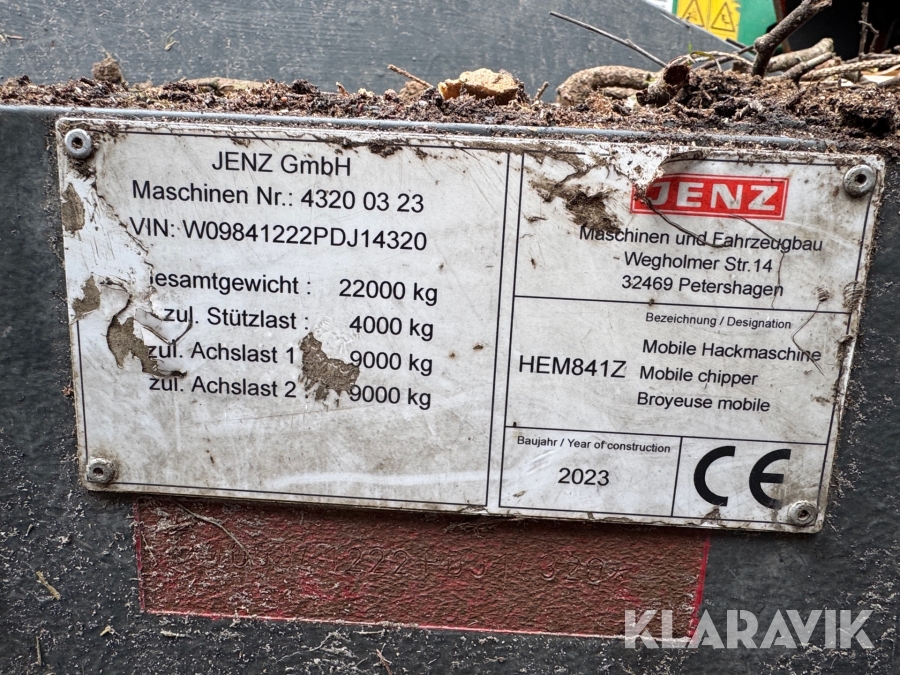 JENZ GmbH
Maschinen Nr.: 4320 03 23
VIN: W09841222PDJ14320
Gesamtgewicht : 22000 kg
zul. Stützlast : 4000 kg
zul. Achslast 1 9000 kg
zul. Achslast 2 : 9000 kg
JENZ
Maschinen und Fahrzeugbau
Wegholmer Str.14
32469 Petershagen
Bezeichnung / Designation
HEM841Z
Mobile Hackmaschine
Mobile chipper
Broyeuse mobile
Baujahr / Year of construction
2023
CE
KLARAVIK